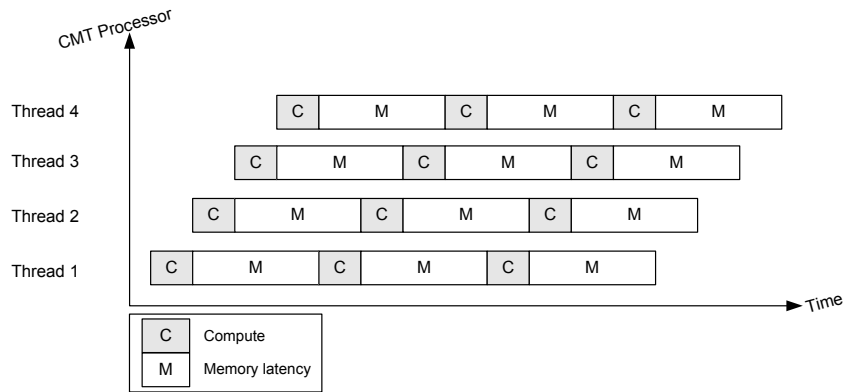 CMT Processor
Thread 4
C M C M C M
Thread 3
C M C M C M
Thread 2
C M C M C M
Thread 1
C M C M C M
Time
C Compute
M Memory latency